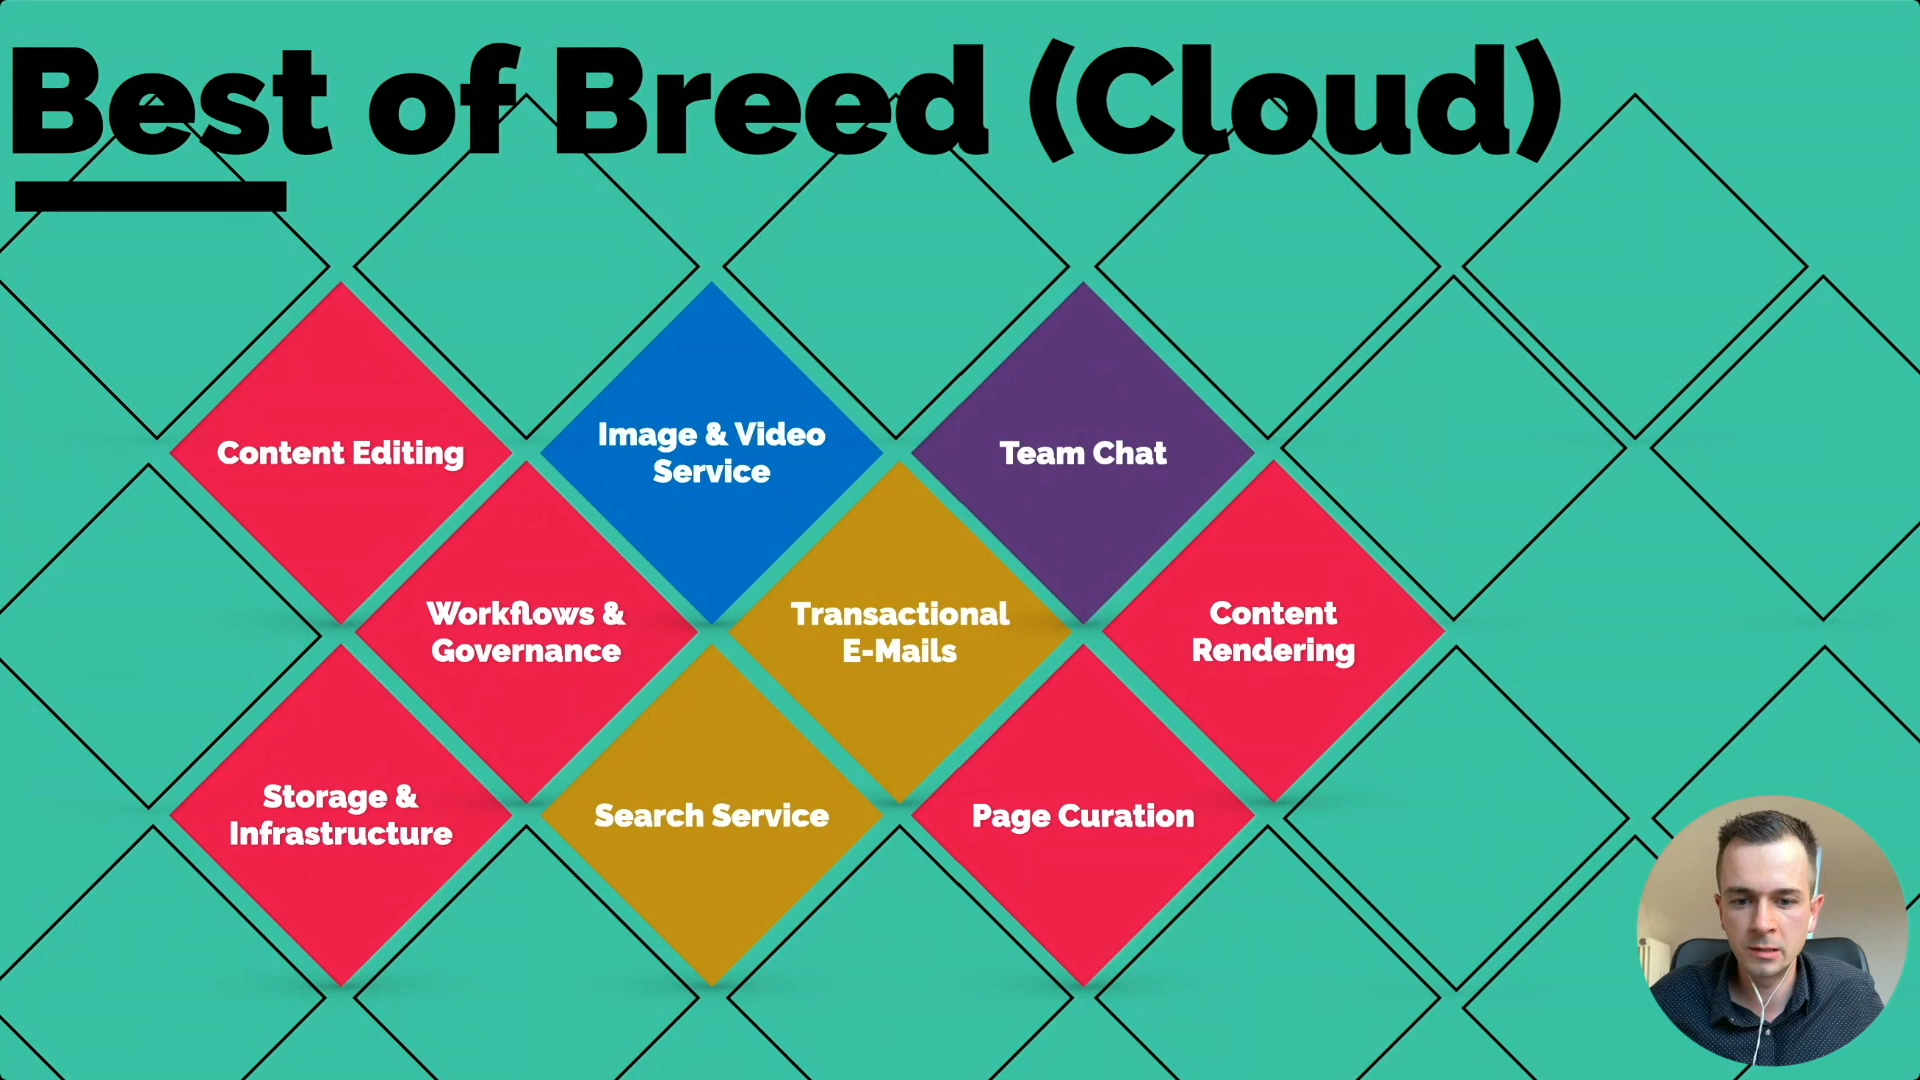 Best of Breed (Cloud)
Content Editing
Image & Video
Service
Team Chat
Workflows &
Governance
Transactional
E-Mails
Content
Rendering
Storage &
Infrastructure
Search Service
Page Curation